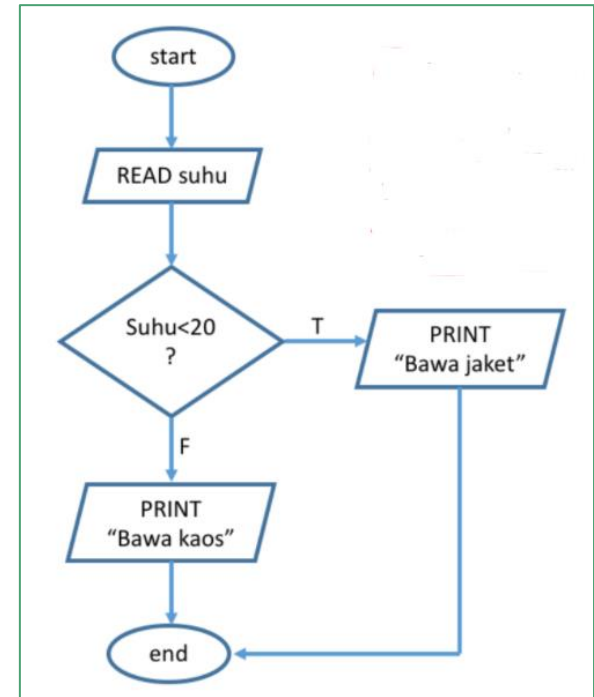 start
READ suhu
Suhu<20
?
T
PRINT
“Bawa jaket”
F
PRINT
“Bawa kaos”
end